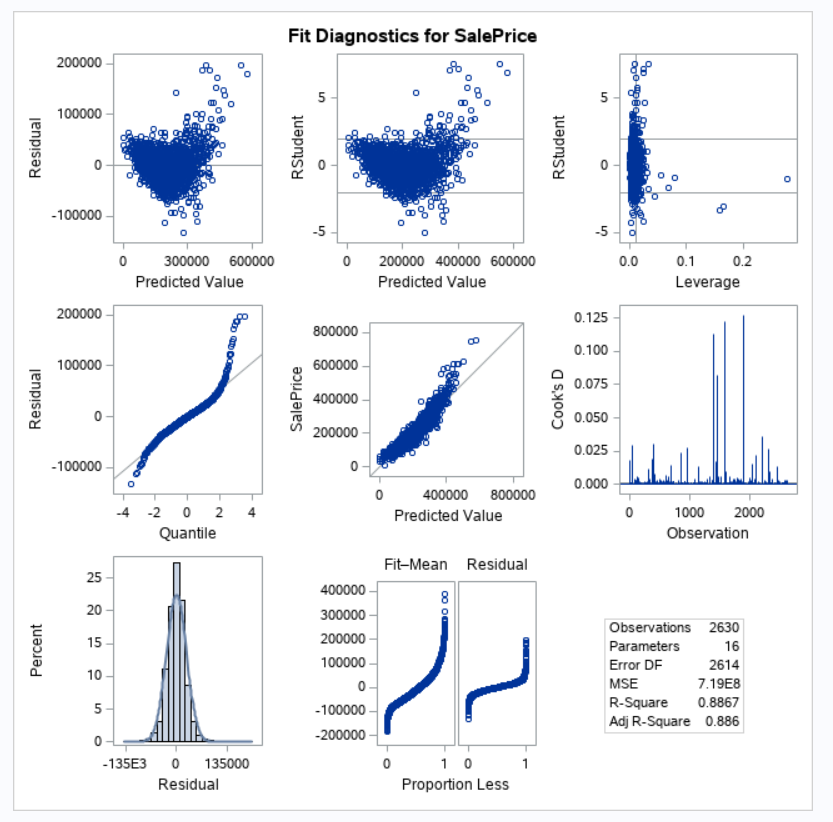 Fit Diagnostics for SalePrice
200000
100000
0
-100000
Residual
0 300000 600000
Predicted Value
5
0
-5
RStudent
0 200000 400000 600000
Predicted Value
5
0
-5
RStudent
0.0 0.1 0.2
Leverage
200000
100000
0
-100000
Residual
-4 -2 0 2 4
Quantile
800000
600000
400000
200000
0
SalePrice
0 400000 800000
Predicted Value
0.125
0.100
0.075
0.050
0.025
0.000
Cook's D
0 1000 2000
Observation
25
20
15
10
5
0
Percent
-135E3 0 135000
Residual
Fit–Mean Residual
400000
300000
200000
100000
0
-100000
-200000
0 1 0 1
Proportion Less
Observations 2630
Parameters 16
Error DF 2614
MSE 7.19E8
R-Square 0.8867
Adj R-Square 0.886